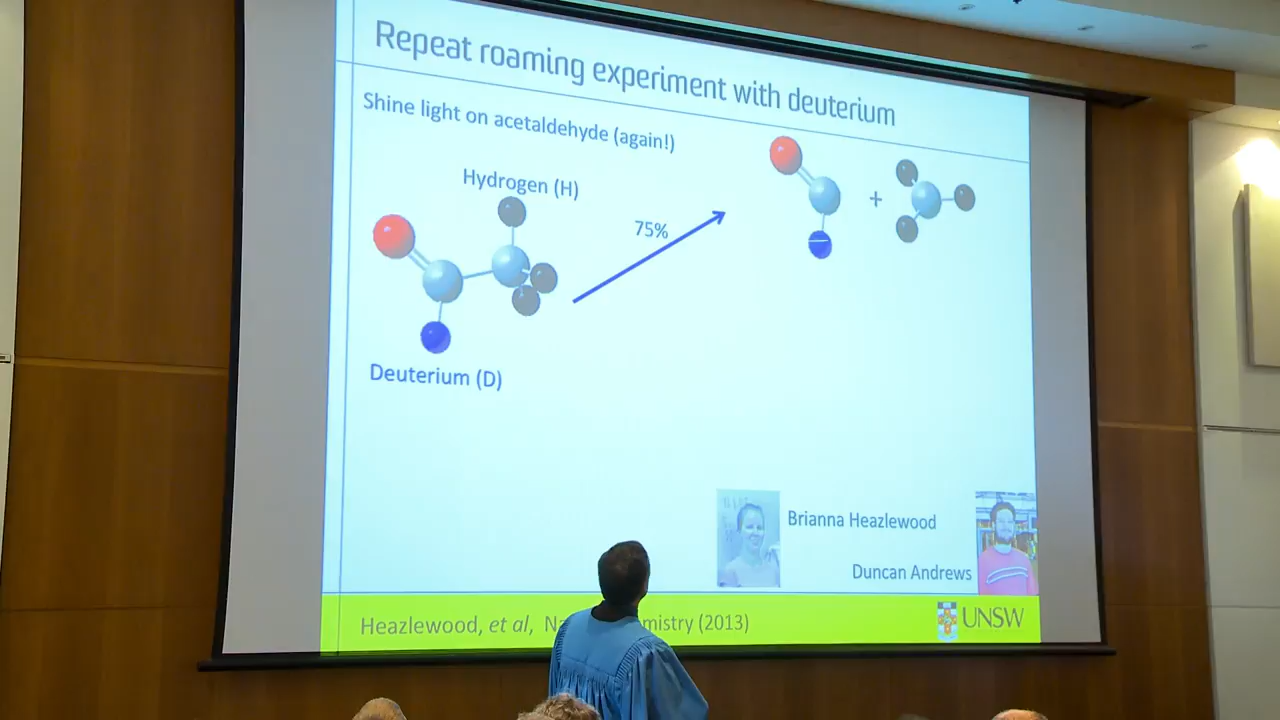 Repeat roaming experiment with deuterium
Shine light on acetaldehyde (again!)
Hydrogen (H)
75%
+
Deuterium (D)
Brianna Heazlewood
Duncan Andrews
Heazlewood, et al, (2013)
UNSW